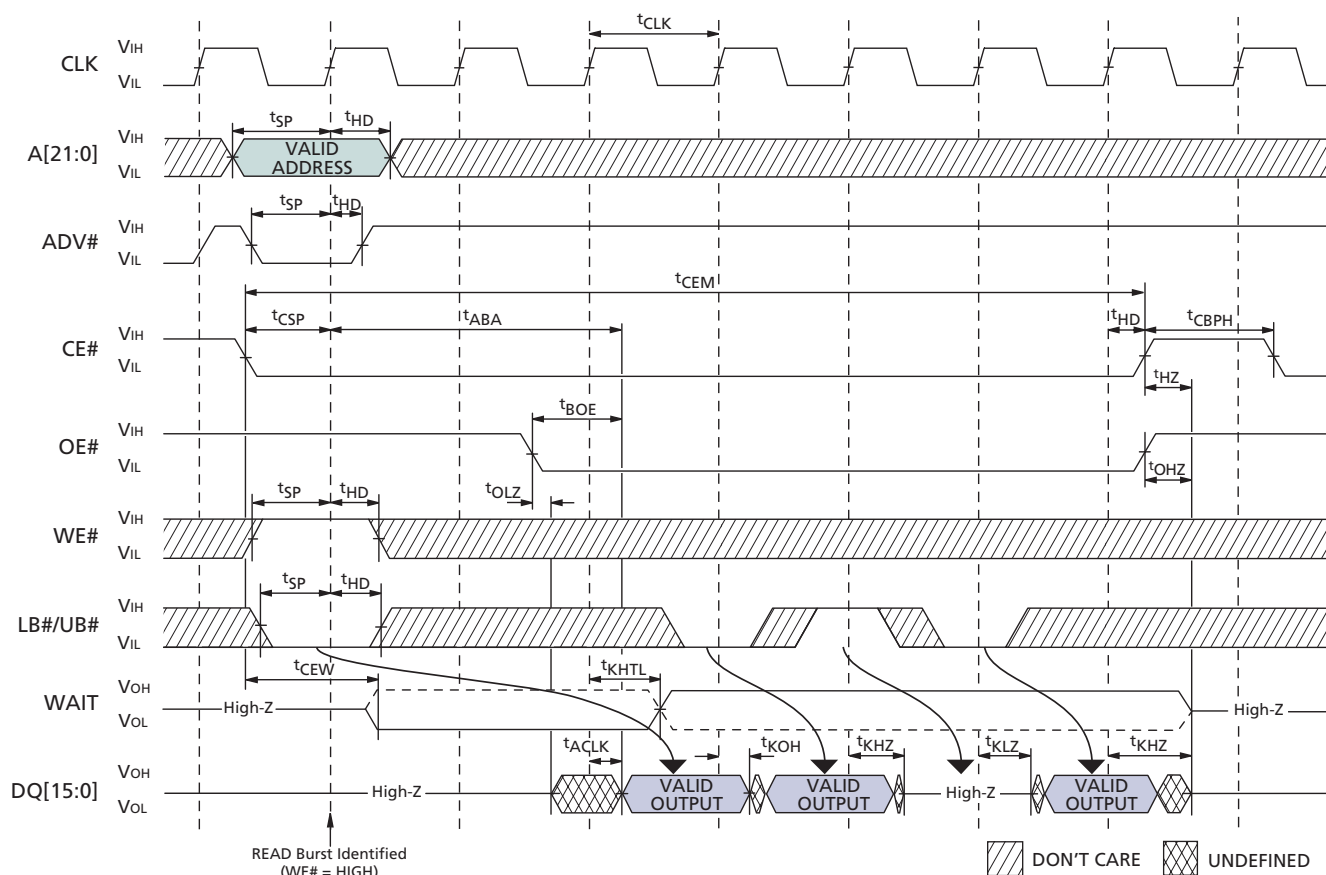 tCLK
CLK
VIH
VIL
tSP
tHD
A[21:0]
VIH
VIL
VALID
ADDRESS
tSP
tHD
ADV#
VIH
VIL
tCEM
tCSP
tABA
tHD
tCBPH
CE#
VIH
VIL
tHZ
tBOE
OE#
VIH
VIL
tOHZ
tOLZ
tSP
tHD
WE#
VIH
VIL
tSP
tHD
LB#/UB#
VIH
VIL
tCEW
tKHTL
WAIT
VOH
VOL
High-Z
High-Z
tACLK
tKOH
tKHZ
tKLZ
tKHZ
DQ[15:0]
VOH
VOL
High-Z
VALID
OUTPUT
VALID
OUTPUT
High-Z
VALID
OUTPUT
READ Burst Identified
(WE# = HIGH)
DON'T CARE
UNDEFINED